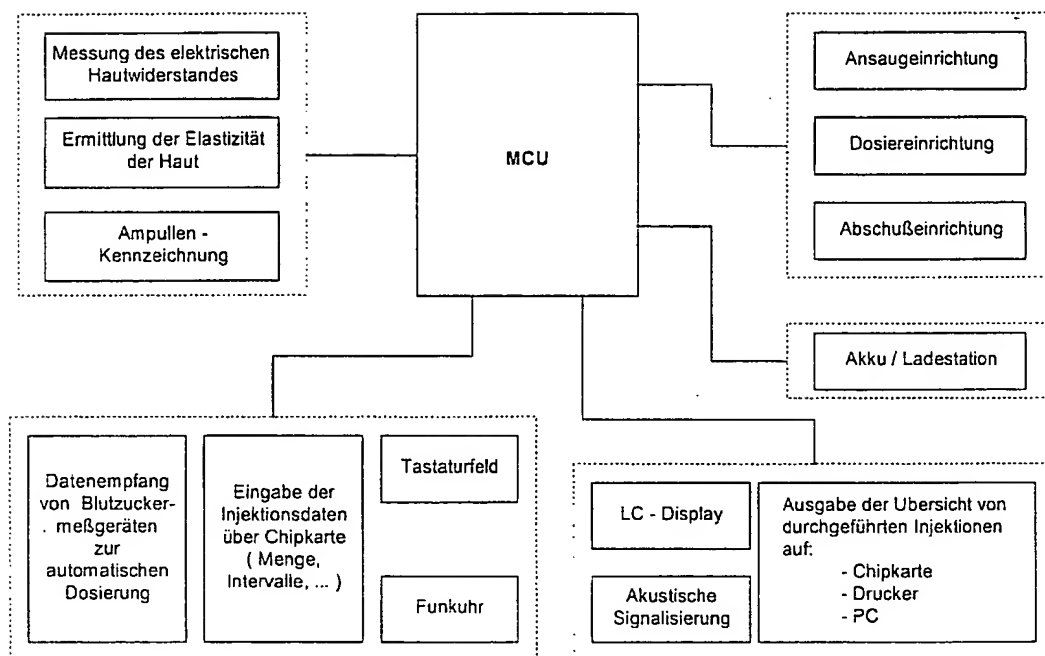 Messung des elektrischen
Hautwiderstandes
Ermittlung der Elastizität
der Haut
Ampullen -
Kennzeichnung
MCU
Ansaugeinrichtung
Dosiereinrichtung
Abschußeinrichtung
Akku / Ladestation
Datenempfang
von Blutzucker-
meßgeräten
zur
automatischen
Dosierung
Eingabe der
Injektionsdaten
über Chipkarte
( Menge,
Intervalle, ... )
Tastaturfeld
Funkuhr
LC - Display
Akustische
Signalisierung
Ausgabe der Ubersicht von
durchgeführten Injektionen
auf:
- Chipkarte
- Drucker
- PC